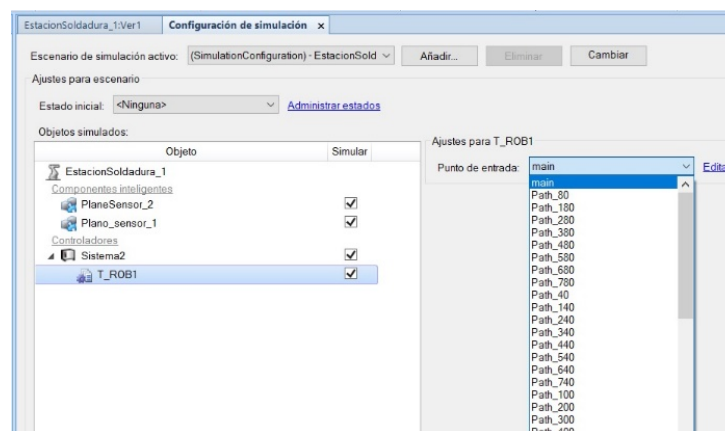 EstacionSoldadura_1:Ver1 Configuración de simulación x
Escenario de simulación activo: (SimulationConfiguration) - EstacionSold Añadir... Eliminar Cambiar
Ajustes para escenario
Estado inicial: <Ninguna> Administrar estados
Objetos simulados:
Objeto Simular
EstacionSoldadura_1
Componentes inteligentes
PlaneSensor_2
Plano_sensor_1
Controladores
Sistema2
T_ROB1
Ajustes para T_ROB1
Punto de entrada: main Edita
main
Path_80
Path_180
Path_280
Path_380
Path_480
Path_580
Path_680
Path_780
Path_40
Path_140
Path_240
Path_340
Path_440
Path_540
Path_640
Path_740
Path_100
Path_200
Path_300
Path_400